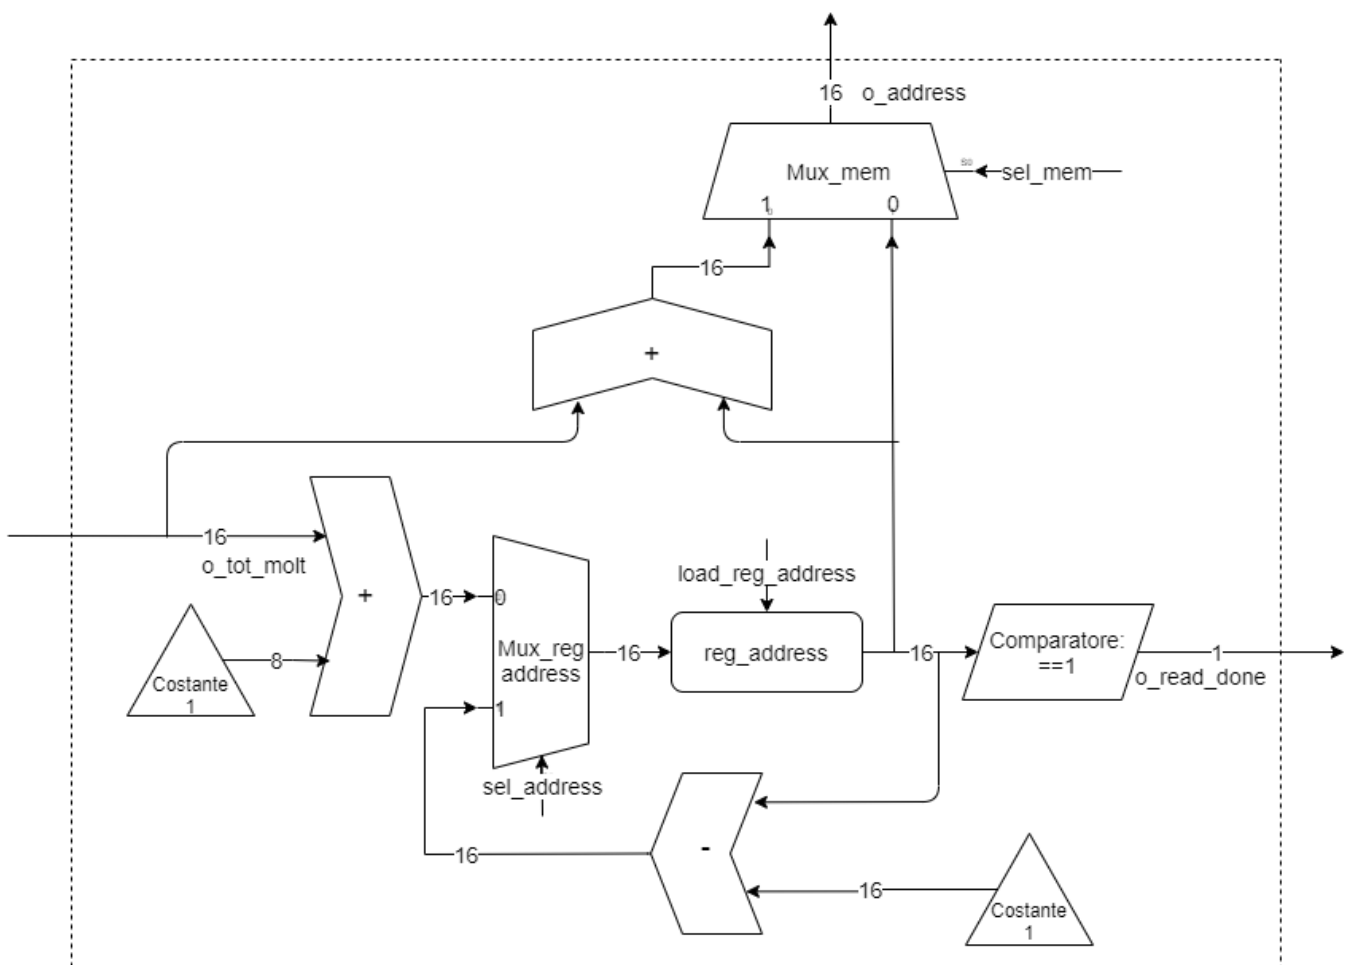 16 o_address
Mux_mem
s0
sel_mem
1
0
16
+
16
o_tot_molt
+
16
0
Costante
1
8
Mux_reg
address
1
sel_address
16
load_reg_address
reg_address
16
Comparatore:
==1
1
o_read_done
-
16
16
Costante
1